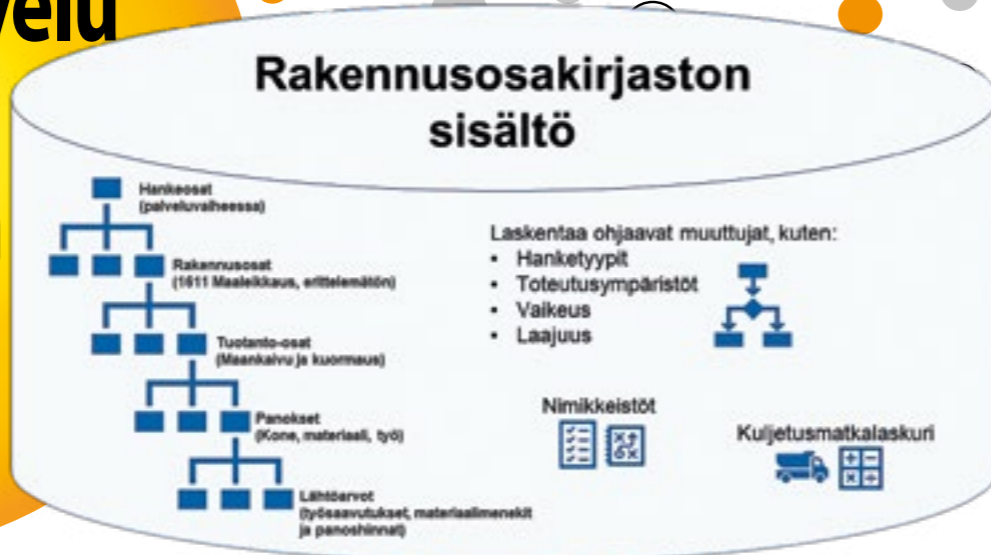 Rakennusosakirjaston
sisältö
Hankeosat
(palveluvaiheessa)
Rakennusosat
(1611 Maaleikkaus, erittelemätön)
Tuotanto-osat
(Maankaivu ja kuormaus)
Panokset
(Kone, materiaali, työ)
Lähtöarvot
(työsaavutukset, materiaalimenekit
ja panoshinnat)
Laskentaa ohjaavat muuttujat, kuten:
• Hanketyypit
• Toteutusympäristöt
• Vaikeus
• Laajuus
Nimikkeistöt
Kuljetusmatkalaskuri